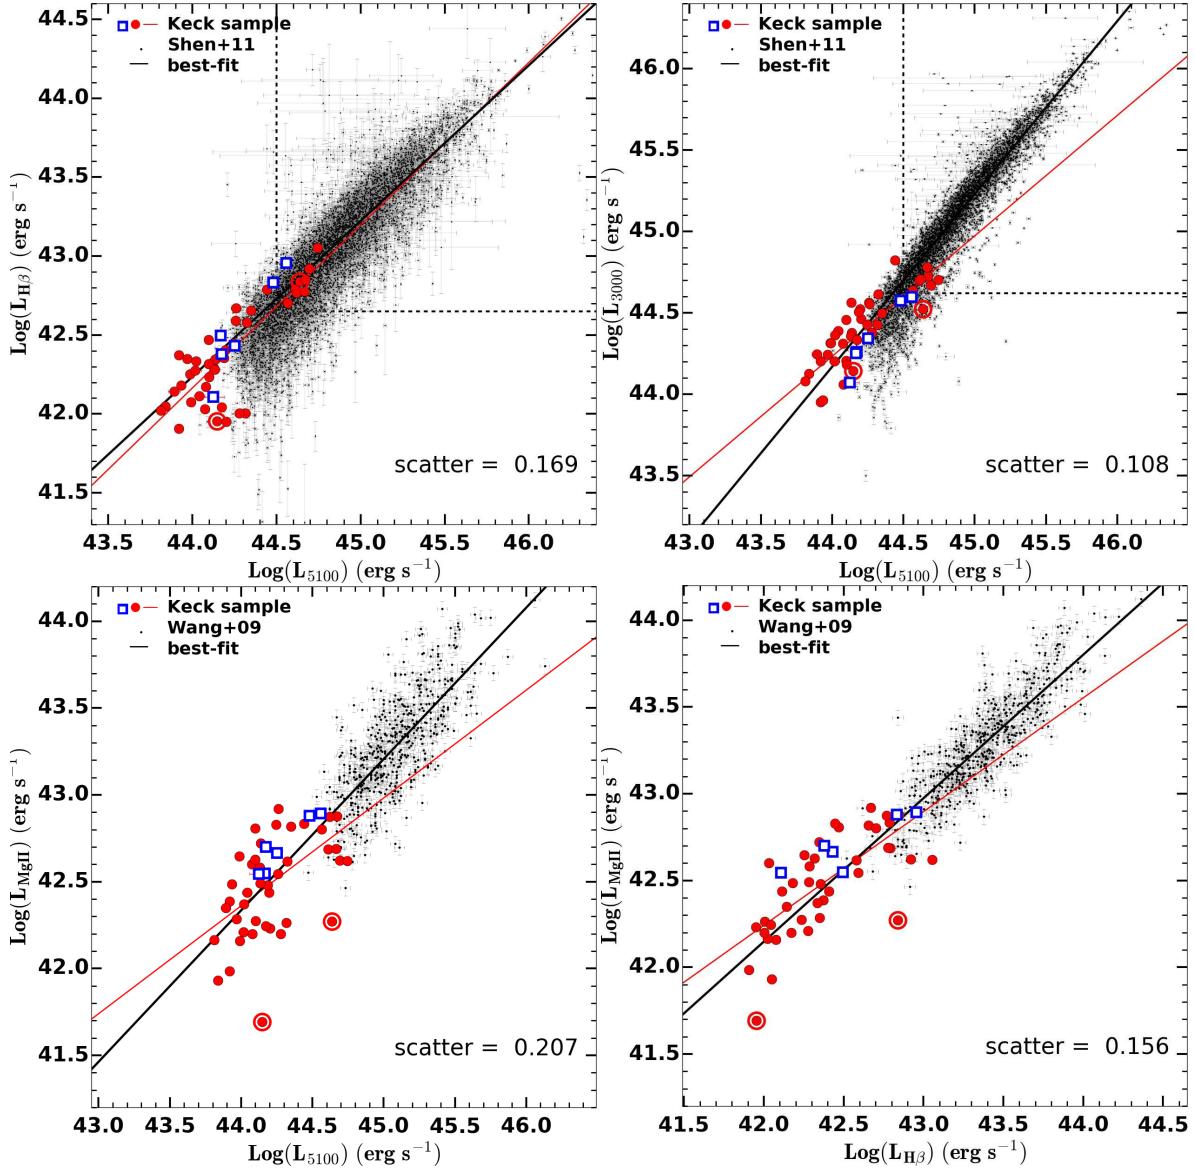 Keck sample
Shen+11
best-fit
44.5
44.0
43.5
43.0
42.5
42.0
41.5
Log(L_Hβ) (erg s⁻¹)
scatter = 0.169
43.5 44.0 44.5 45.0 45.5 46.0
Log(L₅₁₀₀) (erg s⁻¹)
Keck sample
Shen+11
best-fit
46.0
45.5
45.0
44.5
44.0
43.5
Log(L₃₀₀₀) (erg s⁻¹)
scatter = 0.108
43.0 43.5 44.0 44.5 45.0 45.5 46.0
Log(L₅₁₀₀) (erg s⁻¹)
Keck sample
Wang+09
best-fit
44.0
43.5
43.0
42.5
42.0
41.5
Log(L_MgII) (erg s⁻¹)
scatter = 0.207
43.0 43.5 44.0 44.5 45.0 45.5 46.0
Log(L₅₁₀₀) (erg s⁻¹)
Keck sample
Wang+09
best-fit
44.0
43.5
43.0
42.5
42.0
41.5
Log(L_MgII) (erg s⁻¹)
scatter = 0.156
41.5 42.0 42.5 43.0 43.5 44.0 44.5
Log(L_Hβ) (erg s⁻¹)